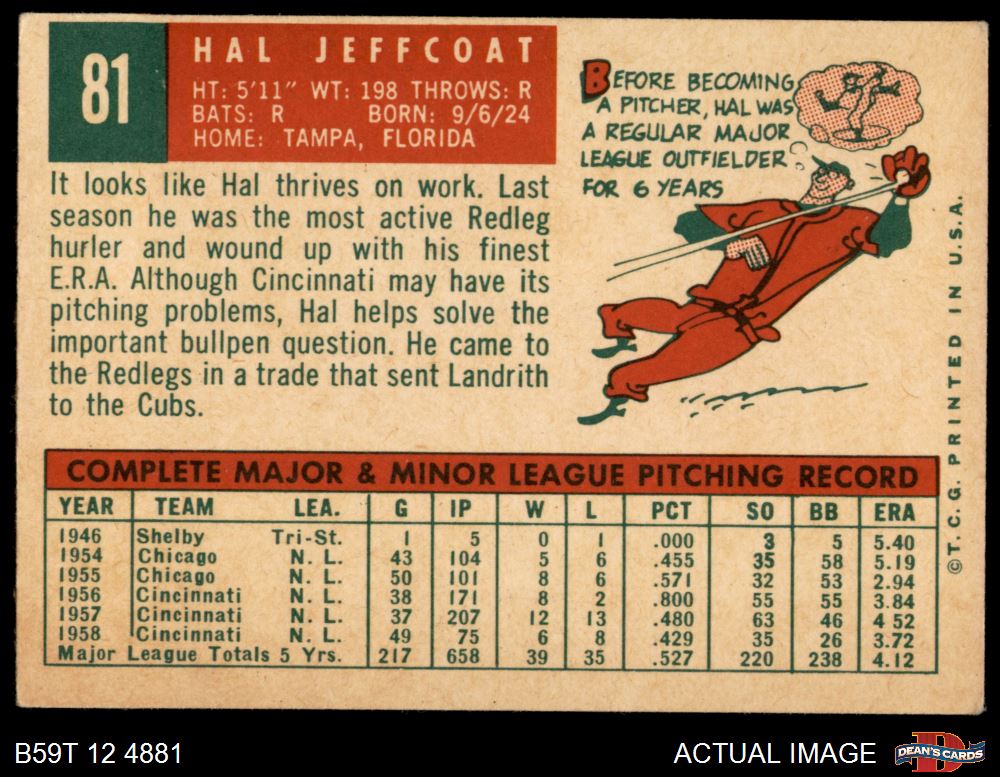 81
HAL JEFFCOAT
HT: 5'11" WT: 198 THROWS: R
BATS: R BORN: 9/6/24
HOME: TAMPA, FLORIDA
It looks like Hal thrives on work. Last
season he was the most active Redleg
hurler and wound up with his finest
E.R.A. Although Cincinnati may have its
pitching problems, Hal helps solve the
important bullpen question. He came to
the Redlegs in a trade that sent Landrith
to the Cubs.
BEFORE BECOMING
A PITCHER, HAL WAS
A REGULAR MAJOR
LEAGUE OUTFIELDER
FOR 6 YEARS
©T.C.G. PRINTED IN U.S.A.
COMPLETE MAJOR & MINOR LEAGUE PITCHING RECORD
YEAR TEAM LEA. G IP W L PCT SO BB ERA
1946 Shelby Tri-St. 1 5 0 1 .000 3 5 5.40
1954 Chicago N. L. 43 104 5 6 .455 35 58 5.19
1955 Chicago N. L. 50 101 8 6 .571 32 53 2.94
1956 Cincinnati N. L. 38 171 8 2 .800 55 55 3.84
1957 Cincinnati N. L. 37 207 12 13 .480 63 46 4 52
1958 Cincinnati N. L. 49 75 6 8 .429 35 26 3.72
Major League Totals 5 Yrs. 217 658 39 35 .527 220 238 4.12
B59T 12 4881
ACTUAL IMAGE
D
DEAN'S CARDS